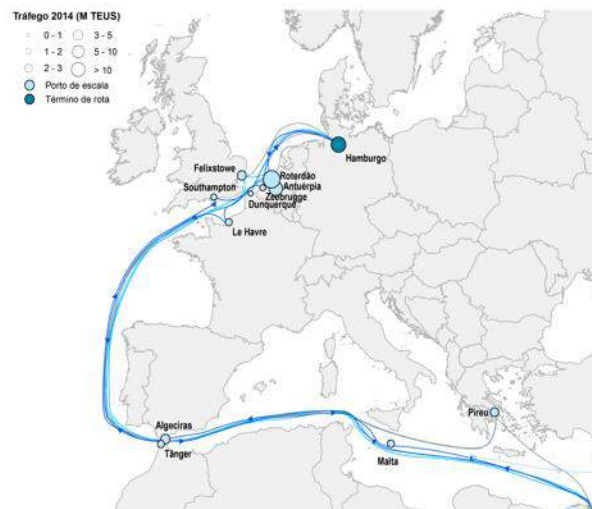 Tráfego 2014 (M TEUS)
0 - 1
3 - 5
1 - 2
5 - 10
2 - 3
> 10
Porto de escala
Término de rota
Hamburgo
Felixstowe
Roterdão
Antuérpia
Southampton
Zeebrugge
Dunquerque
Le Havre
Pireu
Algeciras
Tânger
Malta